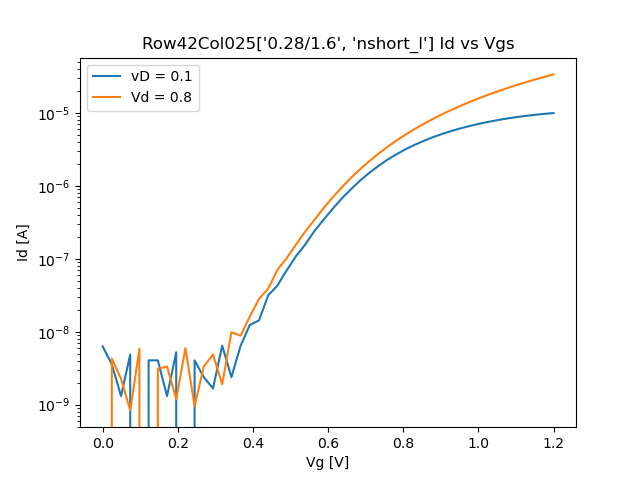 Row42Col025['0.28/1.6', 'nshort_l'] Id vs Vgs
vD = 0.1
Vd = 0.8
Id [A]
10^-5
10^-6
10^-7
10^-8
10^-9
0.0 0.2 0.4 0.6 0.8 1.0 1.2
Vg [V]